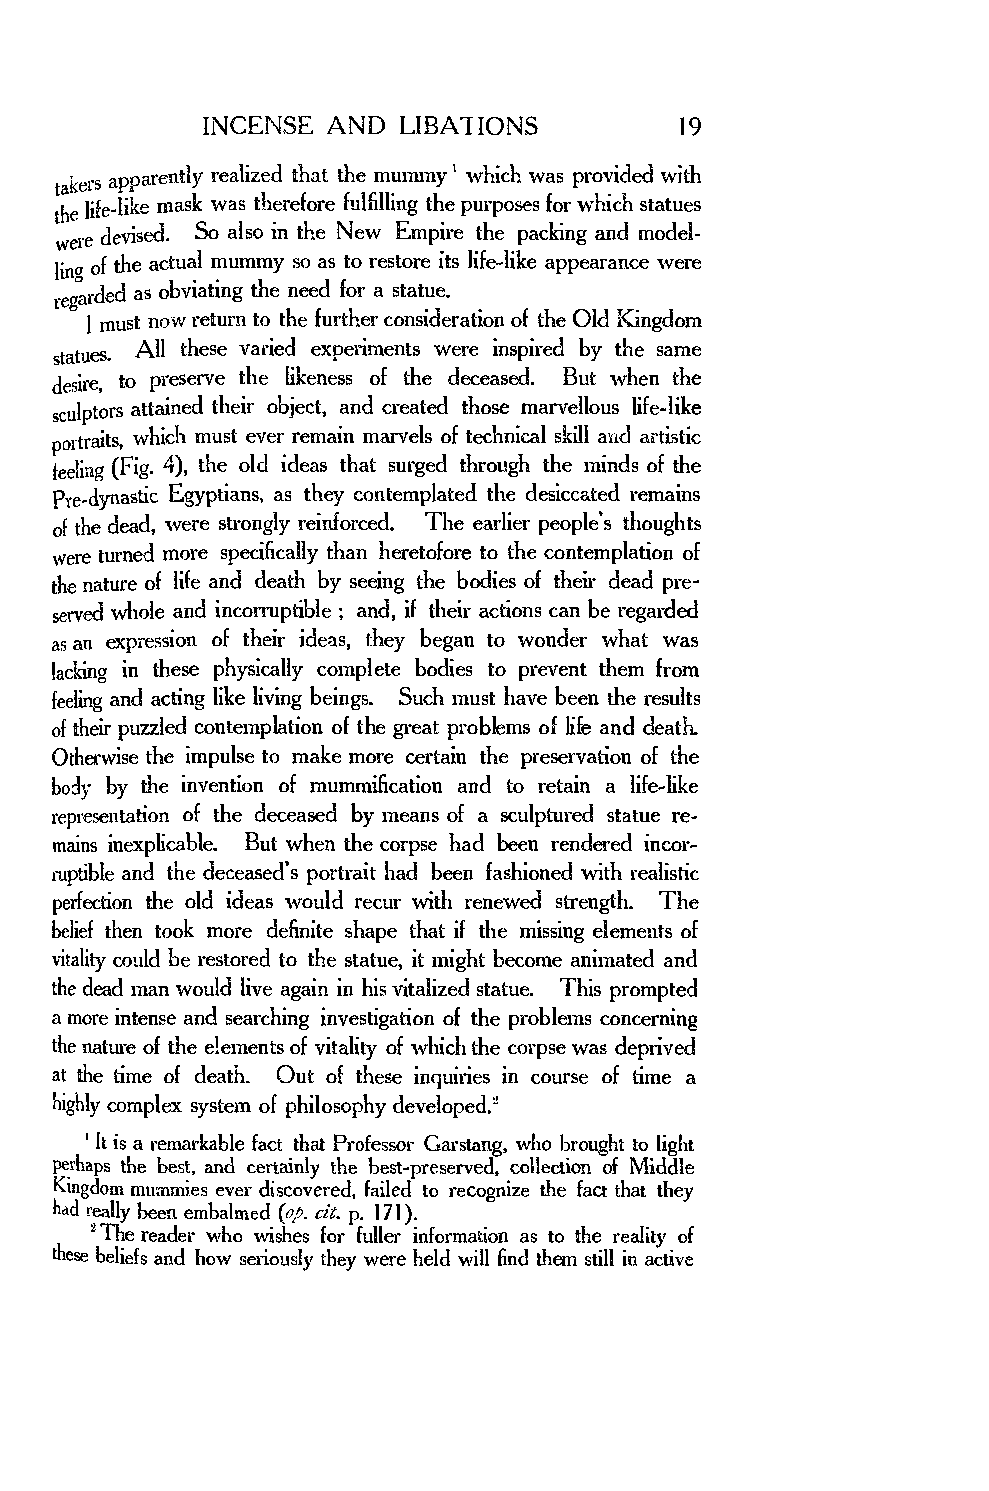 INCENSE AND LIBATIONS 19
takers apparently realized that the mummy ¹ which was provided with
the life-like mask was therefore fulfilling the purposes for which statues
were devised. So also in the New Empire the packing and model-
ling of the actual mummy so as to restore its life-like appearance were
regarded as obviating the need for a statue.
I must now return to the further consideration of the Old Kingdom
statues. All these varied experiments were inspired by the same
desire, to preserve the likeness of the deceased. But when the
sculptors attained their object, and created those marvellous life-like
portraits, which must ever remain marvels of technical skill and artistic
feeling (Fig. 4), the old ideas that surged through the minds of the
Pre-dynastic Egyptians, as they contemplated the desiccated remains
of the dead, were strongly reinforced. The earlier people's thoughts
were turned more specifically than heretofore to the contemplation of
the nature of life and death by seeing the bodies of their dead pre-
served whole and incorruptible ; and, if their actions can be regarded
as an expression of their ideas, they began to wonder what was
lacking in these physically complete bodies to prevent them from
feeling and acting like living beings. Such must have been the results
of their puzzled contemplation of the great problems of life and death.
Otherwise the impulse to make more certain the preservation of the
body by the invention of mummification and to retain a life-like
representation of the deceased by means of a sculptured statue re-
mains inexplicable. But when the corpse had been rendered incor-
ruptible and the deceased's portrait had been fashioned with realistic
perfection the old ideas would recur with renewed strength. The
belief then took more definite shape that if the missing elements of
vitality could be restored to the statue, it might become animated and
the dead man would live again in his vitalized statue. This prompted
a more intense and searching investigation of the problems concerning
the nature of the elements of vitality of which the corpse was deprived
at the time of death. Out of these inquiries in course of time a
highly complex system of philosophy developed.²
¹ It is a remarkable fact that Professor Garstang, who brought to light
perhaps the best, and certainly the best-preserved, collection of Middle
Kingdom mummies ever discovered, failed to recognize the fact that they
had really been embalmed (op. cit. p. 171).
² The reader who wishes for fuller information as to the reality of
these beliefs and how seriously they were held will find them still in active